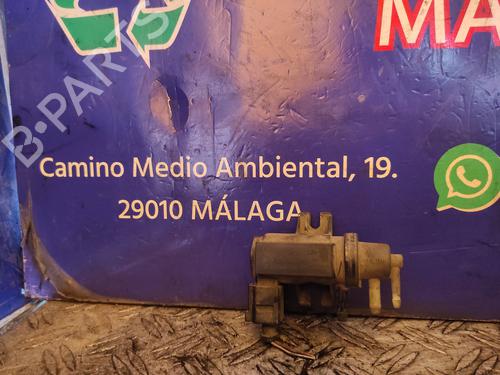 MA
B-PARTS
Camino Medio Ambiental, 19.
29010 MÁLAGA